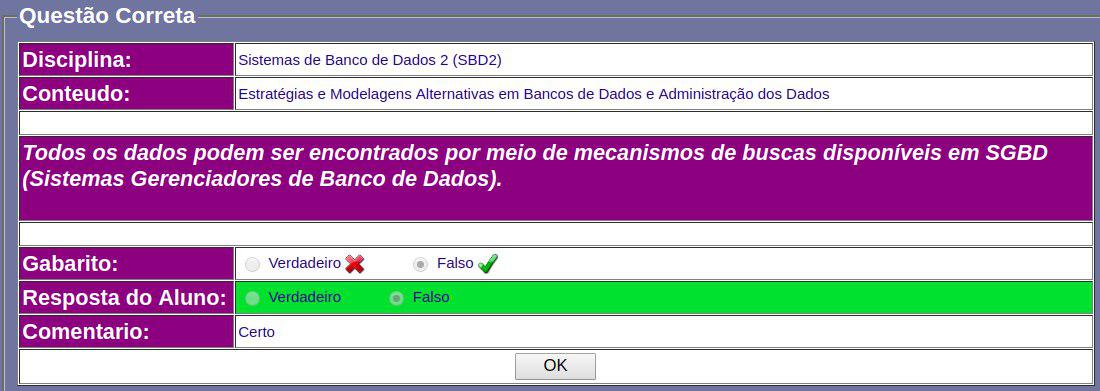 Questão Correta
Disciplina: Sistemas de Banco de Dados 2 (SBD2)
Conteudo: Estratégias e Modelagens Alternativas em Bancos de Dados e Administração dos Dados
Todos os dados podem ser encontrados por meio de mecanismos de buscas disponíveis em SGBD
(Sistemas Gerenciadores de Banco de Dados).
Gabarito: Verdadeiro Falso
Resposta do Aluno: Verdadeiro Falso
Comentario: Certo
OK